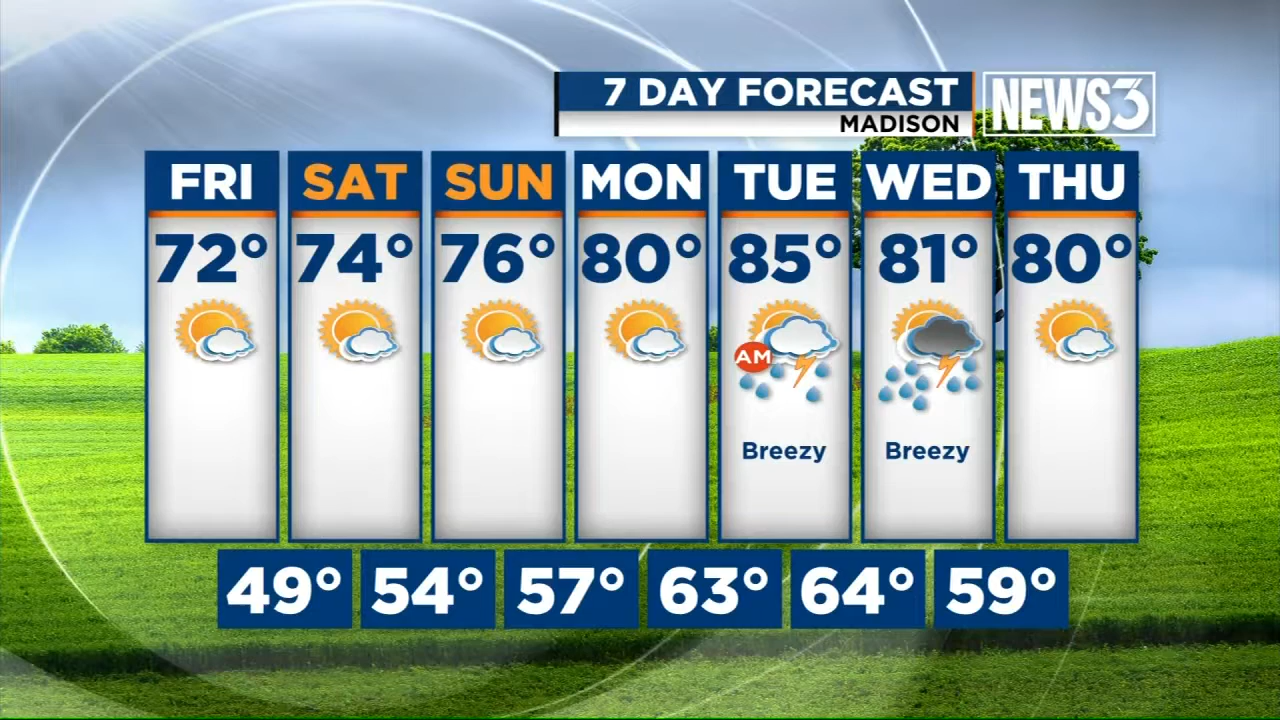 7 DAY FORECAST
MADISON
NEWS3
FRI SAT SUN MON TUE WED THU
72° 74° 76° 80° 85° 81° 80°
AM
Breezy Breezy
49° 54° 57° 63° 64° 59°